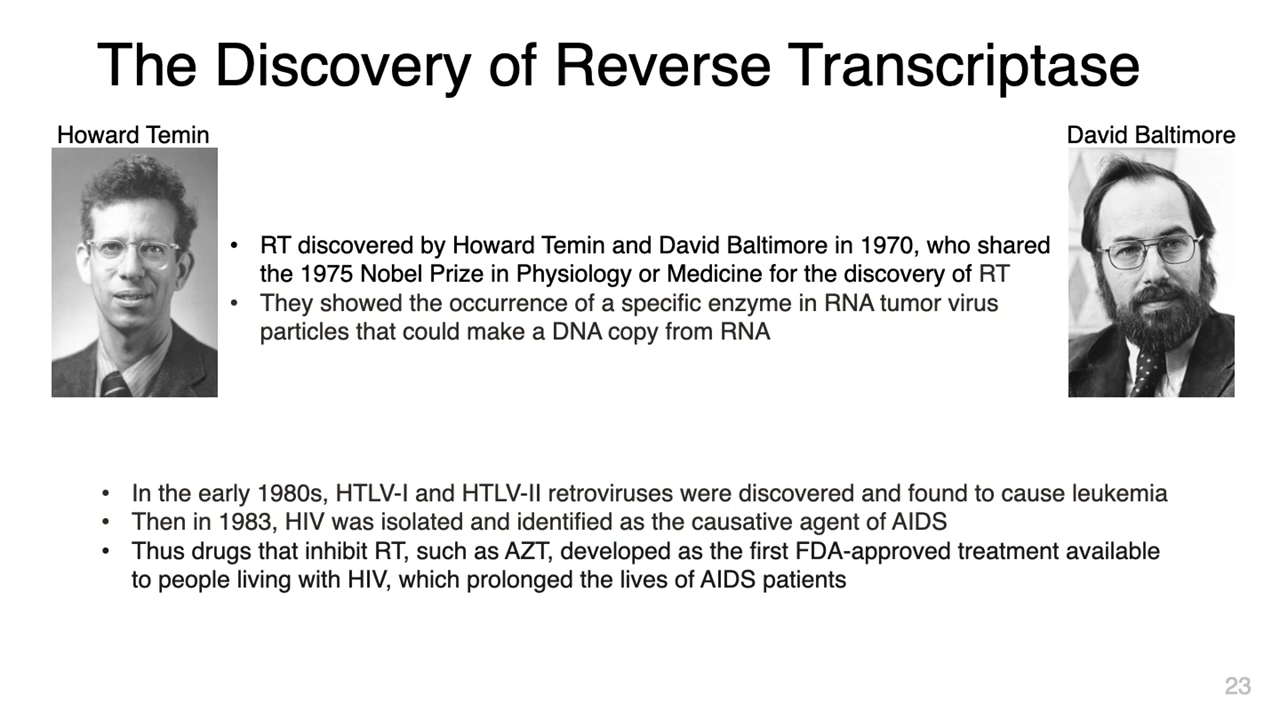 The Discovery of Reverse Transcriptase
Howard Temin
David Baltimore
• RT discovered by Howard Temin and David Baltimore in 1970, who shared
the 1975 Nobel Prize in Physiology or Medicine for the discovery of RT
• They showed the occurrence of a specific enzyme in RNA tumor virus
particles that could make a DNA copy from RNA
• In the early 1980s, HTLV-I and HTLV-II retroviruses were discovered and found to cause leukemia
• Then in 1983, HIV was isolated and identified as the causative agent of AIDS
• Thus drugs that inhibit RT, such as AZT, developed as the first FDA-approved treatment available
to people living with HIV, which prolonged the lives of AIDS patients
23